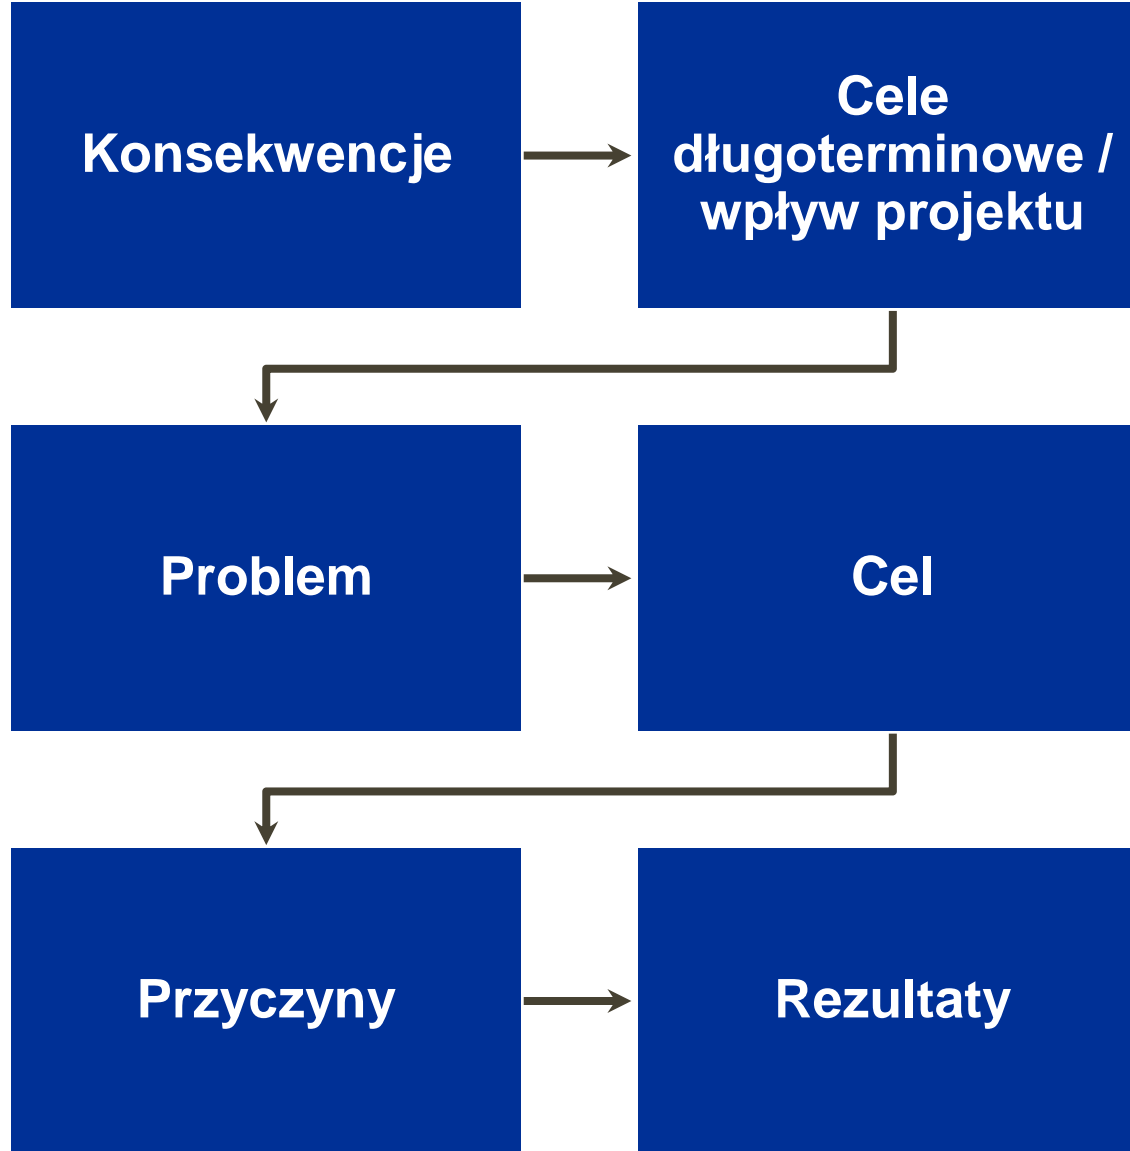 Konsekwencje
Cele
długoterminowe /
wpływ projektu
Problem
Cel
Przyczyny
Rezultaty